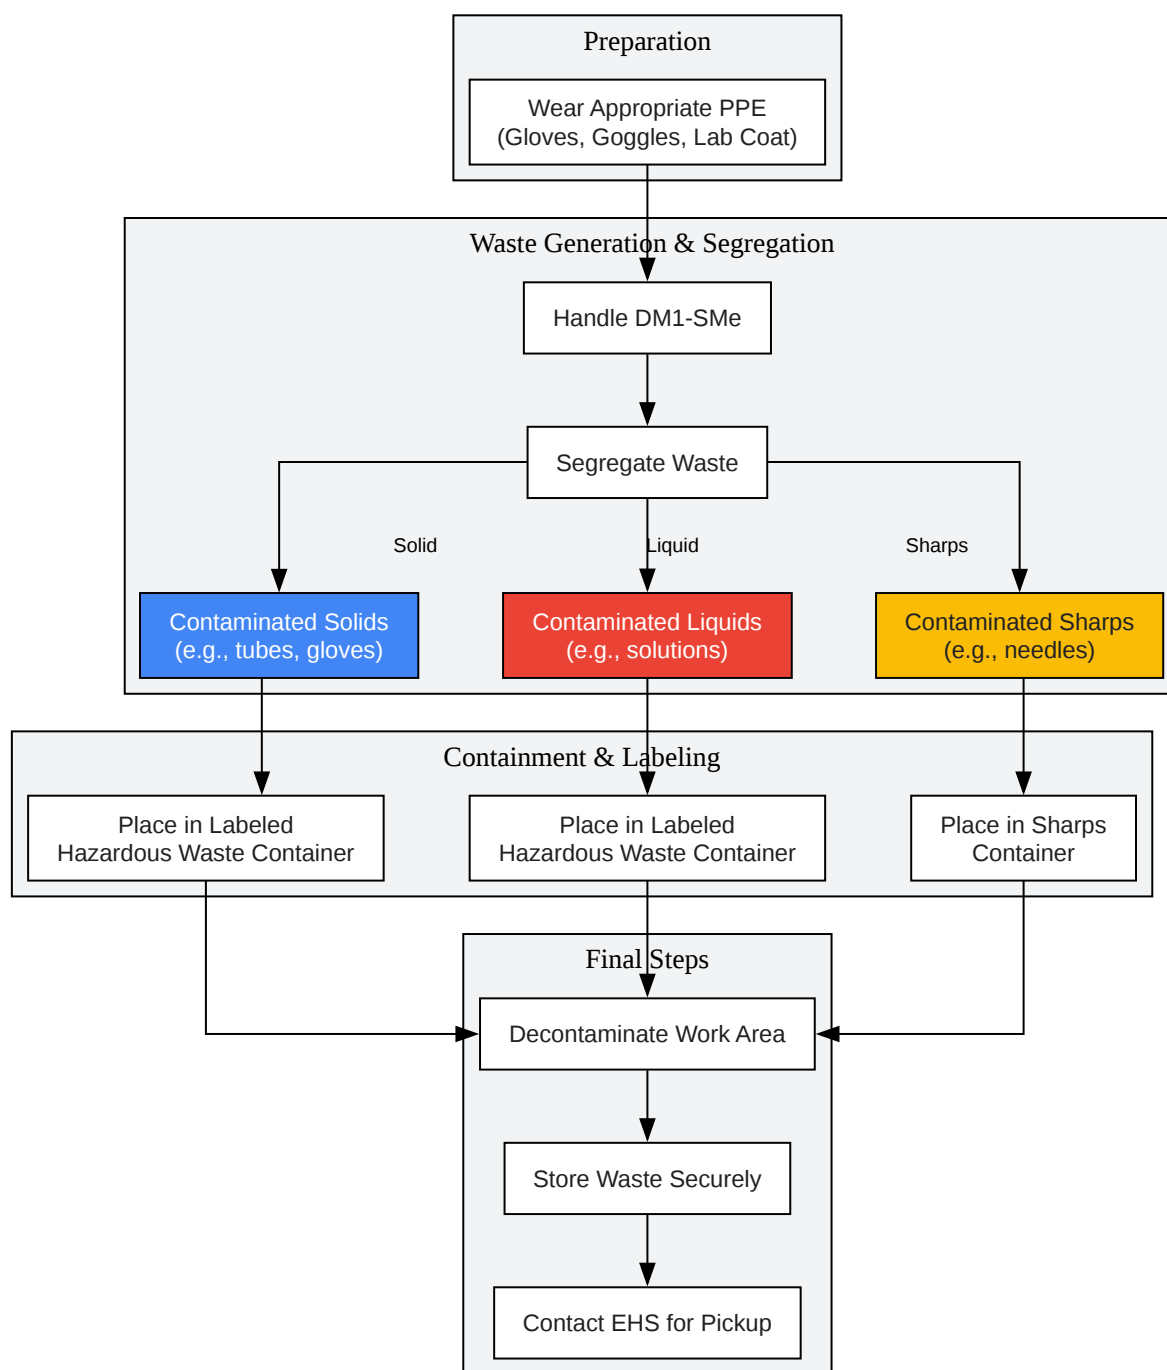 Preparation
Wear Appropriate PPE
(Gloves, Goggles, Lab Coat)
Waste Generation & Segregation
Handle DM1-SMe
Segregate Waste
Solid
Liquid
Sharps
Contaminated Solids
(e.g., tubes, gloves)
Contaminated Liquids
(e.g., solutions)
Contaminated Sharps
(e.g., needles)
Containment & Labeling
Place in Labeled
Hazardous Waste Container
Place in Labeled
Hazardous Waste Container
Place in Sharps
Container
Final Steps
Decontaminate Work Area
Store Waste Securely
Contact EHS for Pickup